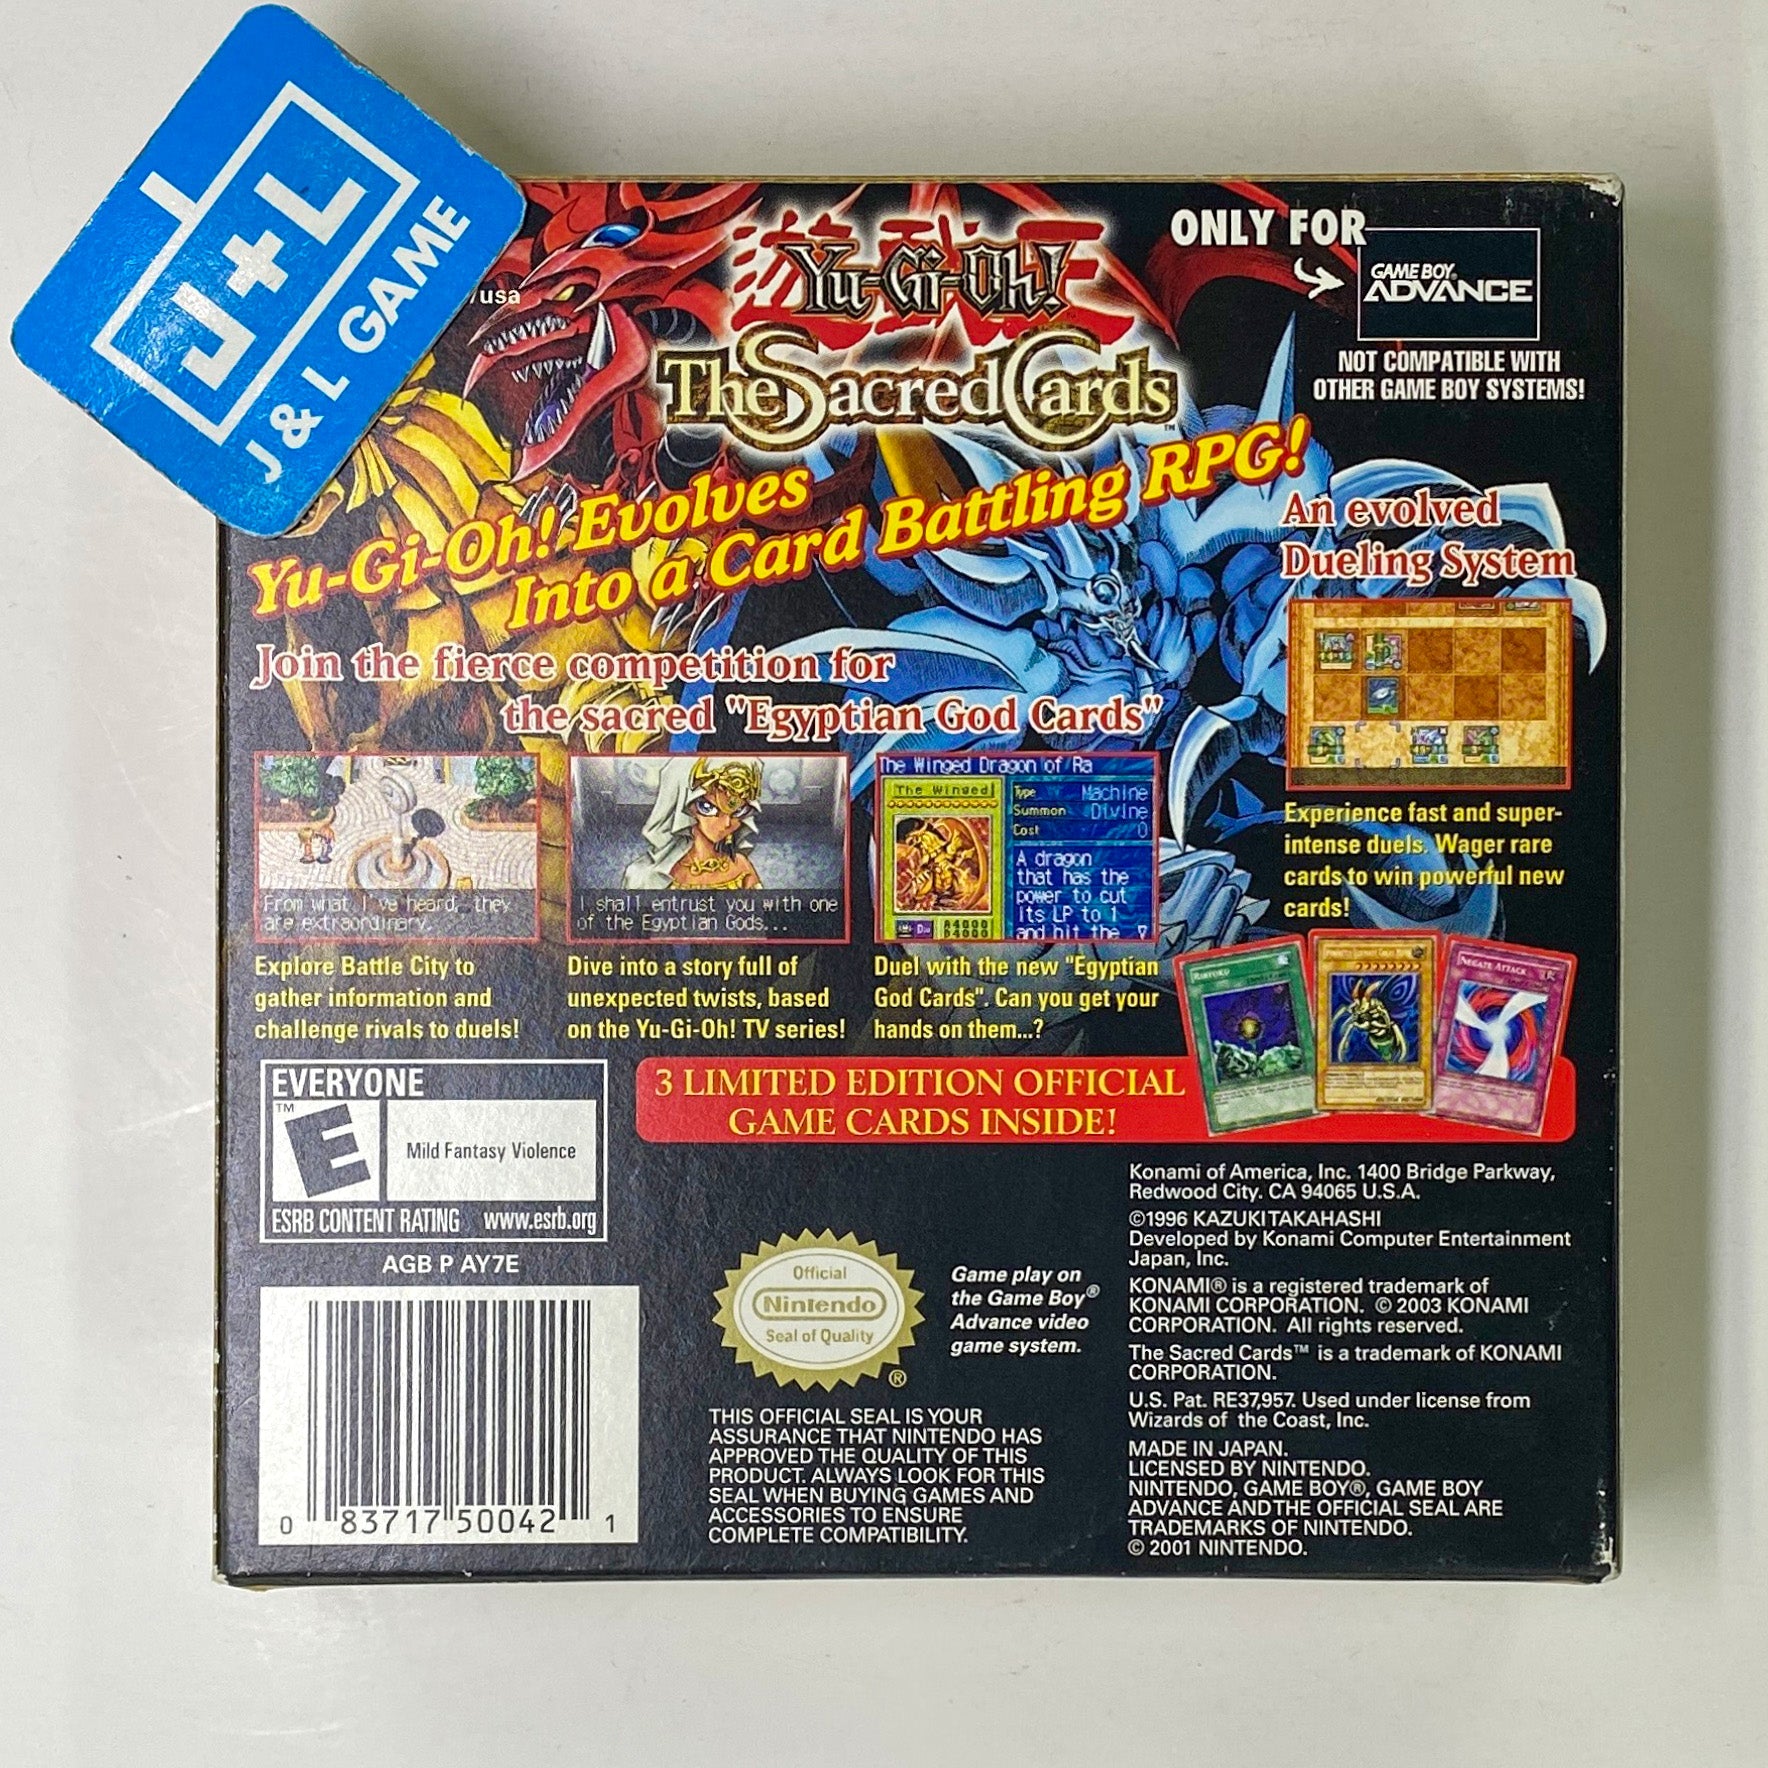 J+L
J & L GAME
/usa
遊戯王
Yu-Gi-Oh!
The Sacred Cards™
ONLY FOR
GAME BOY®
ADVANCE
NOT COMPATIBLE WITH
OTHER GAME BOY SYSTEMS!
Yu-Gi-Oh! Evolves
Into a Card Battling RPG!
An evolved
Dueling System
Join the fierce competition for
the sacred "Egyptian God Cards"
From what I've heard, they
are extraordinary.
I shall entrust you with one
of the Egyptian Gods...
The Winged Dragon of Ra
The Winged
Type Machine
Summon Divine
Cost 0
A dragon
that has the
power to cut
its LP to 1
and hit the
A4000
D4000
Experience fast and super-
intense duels. Wager rare
cards to win powerful new
cards!
Explore Battle City to
gather information and
challenge rivals to duels!
Dive into a story full of
unexpected twists, based
on the Yu-Gi-Oh! TV series!
Duel with the new "Egyptian
God Cards". Can you get your
hands on them...?
NEGATE ATTACK
3 LIMITED EDITION OFFICIAL
GAME CARDS INSIDE!
EVERYONE
E™
Mild Fantasy Violence
ESRB CONTENT RATING www.esrb.org
AGB P AY7E
0 83717 50042 1
Official
Nintendo
Seal of Quality
®
Game play on
the Game Boy®
Advance video
game system.
THIS OFFICIAL SEAL IS YOUR
ASSURANCE THAT NINTENDO HAS
APPROVED THE QUALITY OF THIS
PRODUCT. ALWAYS LOOK FOR THIS
SEAL WHEN BUYING GAMES AND
ACCESSORIES TO ENSURE
COMPLETE COMPATIBILITY.
Konami of America, Inc. 1400 Bridge Parkway,
Redwood City. CA 94065 U.S.A.
©1996 KAZUKI TAKAHASHI
Developed by Konami Computer Entertainment
Japan, Inc.
KONAMI® is a registered trademark of
KONAMI CORPORATION. © 2003 KONAMI
CORPORATION. All rights reserved.
The Sacred Cards™ is a trademark of KONAMI
CORPORATION.
U.S. Pat. RE37,957. Used under license from
Wizards of the Coast, Inc.
MADE IN JAPAN.
LICENSED BY NINTENDO.
NINTENDO, GAME BOY®, GAME BOY
ADVANCE AND THE OFFICIAL SEAL ARE
TRADEMARKS OF NINTENDO.
© 2001 NINTENDO.